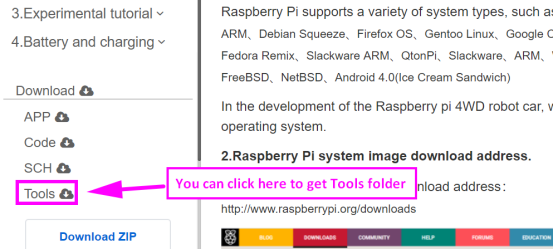 3.Experimental tutorial
4.Battery and charging
Download
APP
Code
SCH
Tools
Download ZIP
Raspberry Pi supports a variety of system types, such as
ARM、Debian Squeeze、Firefox OS、Gentoo Linux、Google
Fedora Remix、Slackware ARM、QtonPi、Slackware、ARM、
FreeBSD、NetBSD、Android 4.0(Ice Cream Sandwich)
In the development of the Raspberry pi 4WD robot car,
operating system.
2.Raspberry Pi system image download address.
You can click here to get Tools folder
nload address：
http://www.raspberrypi.org/downloads
BLOG DOWNLOADS COMMUNITY HELP FORUMS EDUCATION